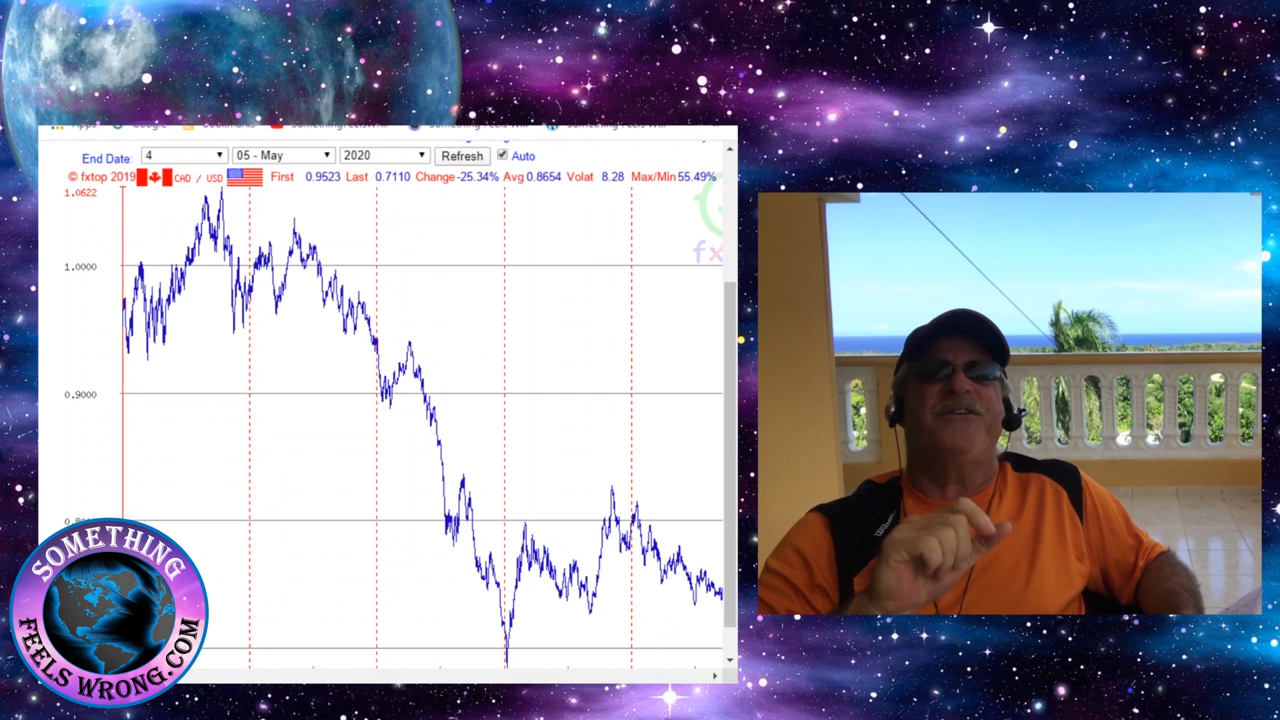 End Date: 4 05 - May 2020 Refresh Auto
© fxtop 2019 CAD / USD First 0.9523 Last 0.7110 Change -25.34% Avg 0.8654 Volat 8.28 Max/Min 55.49%
1.0622
fx
1.0000
0.9000
SOMETHING
FEELS WRONG.COM
Wilson